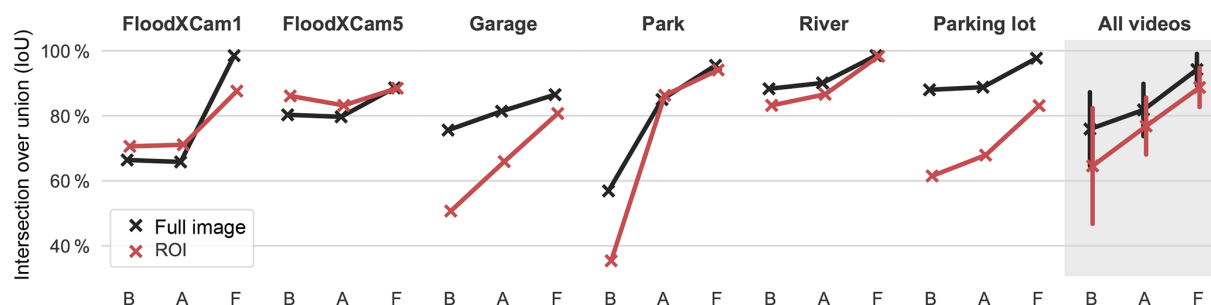 FloodXCam1 FloodXCam5 Garage Park River Parking lot All videos
Intersection over union (IoU)
100 %
80 %
60 %
40 %
Full image
ROI
B A F B A F B A F B A F B A F B A F B A F